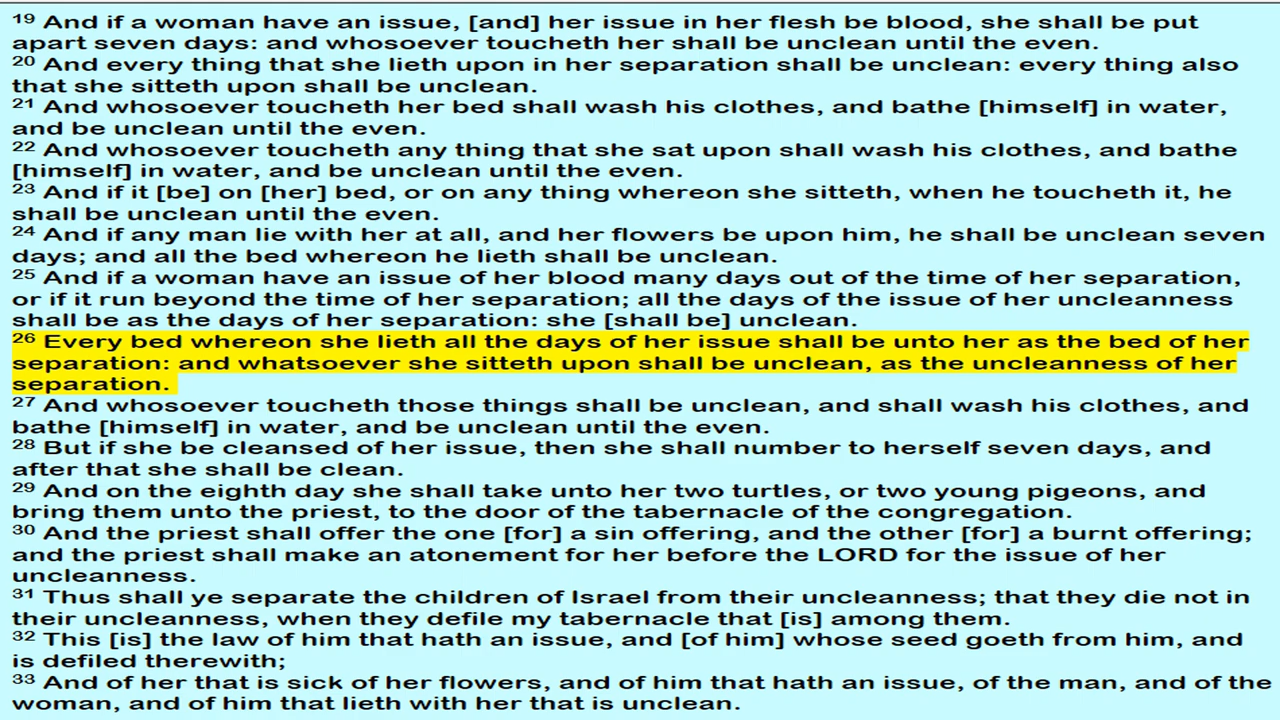 19 And if a woman have an issue, [and] her issue in her flesh be blood, she shall be put
apart seven days: and whosoever toucheth her shall be unclean until the even.
20 And every thing that she lieth upon in her separation shall be unclean: every thing also
that she sitteth upon shall be unclean.
21 And whosoever toucheth her bed shall wash his clothes, and bathe [himself] in water,
and be unclean until the even.
22 And whosoever toucheth any thing that she sat upon shall wash his clothes, and bathe
[himself] in water, and be unclean until the even.
23 And if it [be] on [her] bed, or on any thing whereon she sitteth, when he toucheth it, he
shall be unclean until the even.
24 And if any man lie with her at all, and her flowers be upon him, he shall be unclean seven
days; and all the bed whereon he lieth shall be unclean.
25 And if a woman have an issue of her blood many days out of the time of her separation,
or if it run beyond the time of her separation; all the days of the issue of her uncleanness
shall be as the days of her separation: she [shall be] unclean.
26 Every bed whereon she lieth all the days of her issue shall be unto her as the bed of her
separation: and whatsoever she sitteth upon shall be unclean, as the uncleanness of her
separation.
27 And whosoever toucheth those things shall be unclean, and shall wash his clothes, and
bathe [himself] in water, and be unclean until the even.
28 But if she be cleansed of her issue, then she shall number to herself seven days, and
after that she shall be clean.
29 And on the eighth day she shall take unto her two turtles, or two young pigeons, and
bring them unto the priest, to the door of the tabernacle of the congregation.
30 And the priest shall offer the one [for] a sin offering, and the other [for] a burnt offering;
and the priest shall make an atonement for her before the LORD for the issue of her
uncleanness.
31 Thus shall ye separate the children of Israel from their uncleanness; that they die not in
their uncleanness, when they defile my tabernacle that [is] among them.
32 This [is] the law of him that hath an issue, and [of him] whose seed goeth from him, and
is defiled therewith;
33 And of her that is sick of her flowers, and of him that hath an issue, of the man, and of the
woman, and of him that lieth with her that is unclean.